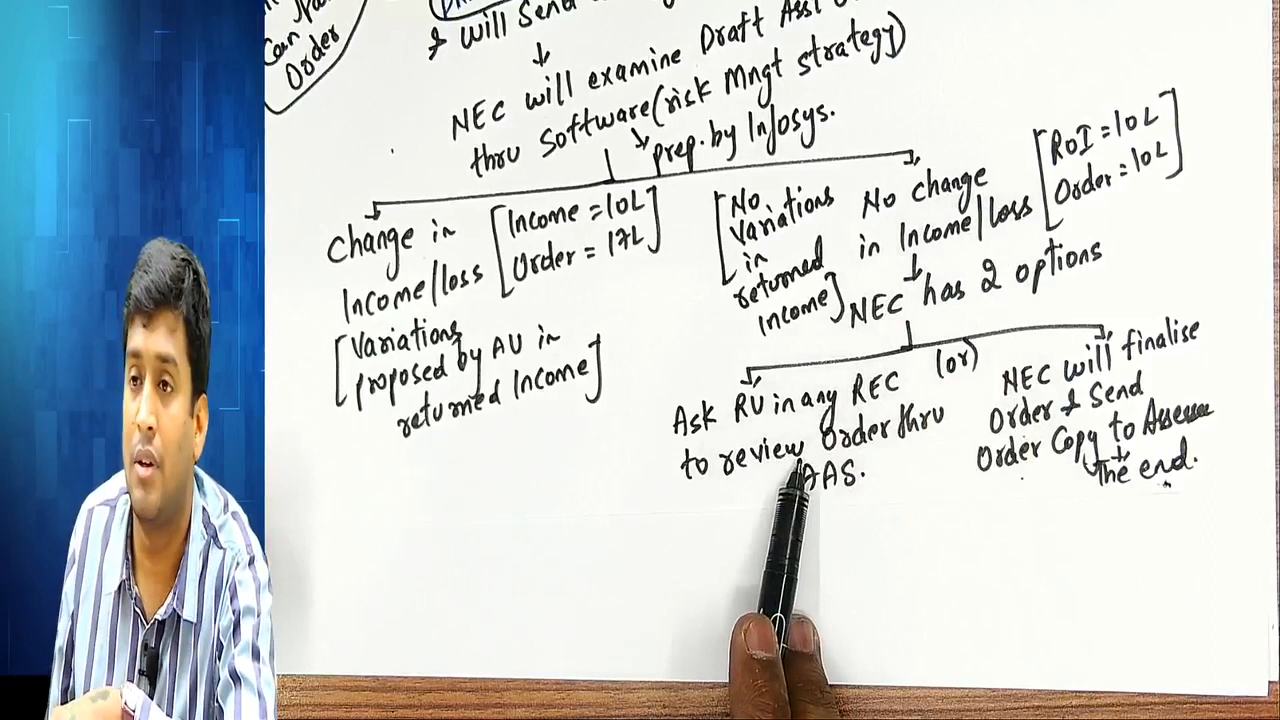 Can
Order
& will Send
↓
NEC will examine Draft Asst
thru Software (risk Mngt strategy)
↳ prep. by Infosys.
Change in
Income/loss
[Income = 10L
Order = 17L]
[Variations
proposed by AU in
returned Income]
[No
Variations
in
returned
Income]
No change
in Income/loss
[RoI = 10L
Order = 10L]
↓
NEC has 2 options
Ask RU in any REC
to review Order thru
AAS.
(or)
NEC will finalise
Order & Send
Order Copy to Assessee
↓
The end.